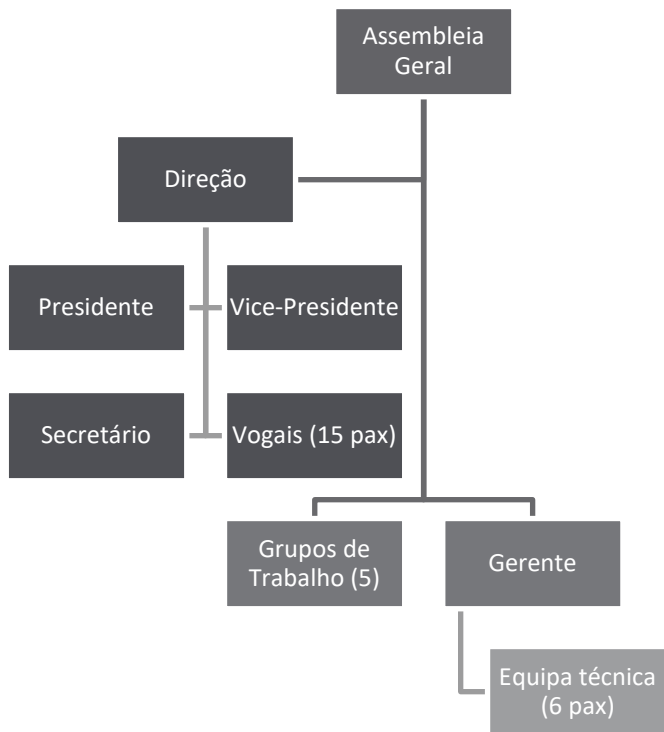 Assembleia
Geral
Direção
Presidente
Vice-Presidente
Secretário
Vogais (15 pax)
Grupos de
Trabalho (5)
Gerente
Equipa técnica
(6 pax)